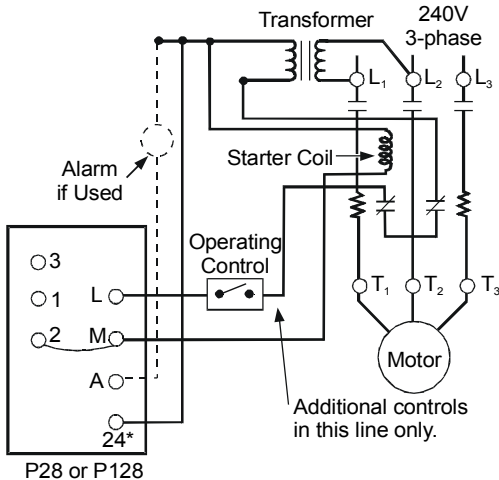 Transformer
240V
3-phase
L1
L2
L3
Alarm
if Used
Starter Coil
Operating
Control
3
1
2
L
M
A
24*
T1
T2
T3
Motor
Additional controls
in this line only.
P28 or P128